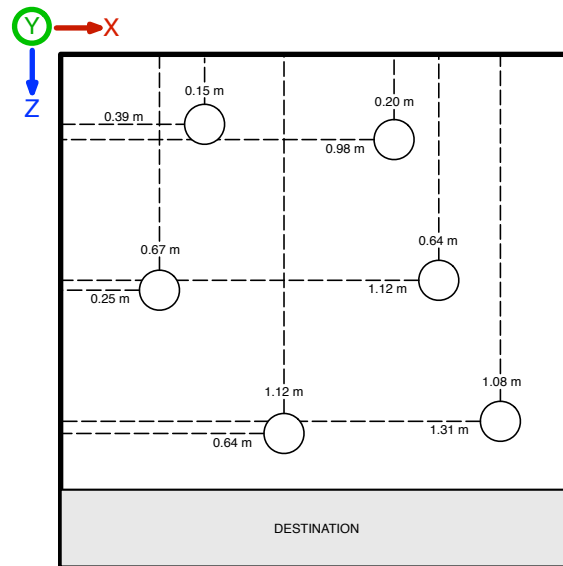 Y
X
Z
0.15 m
0.20 m
0.39 m
0.98 m
0.67 m
0.64 m
0.25 m
1.12 m
1.12 m
1.08 m
0.64 m
1.31 m
DESTINATION